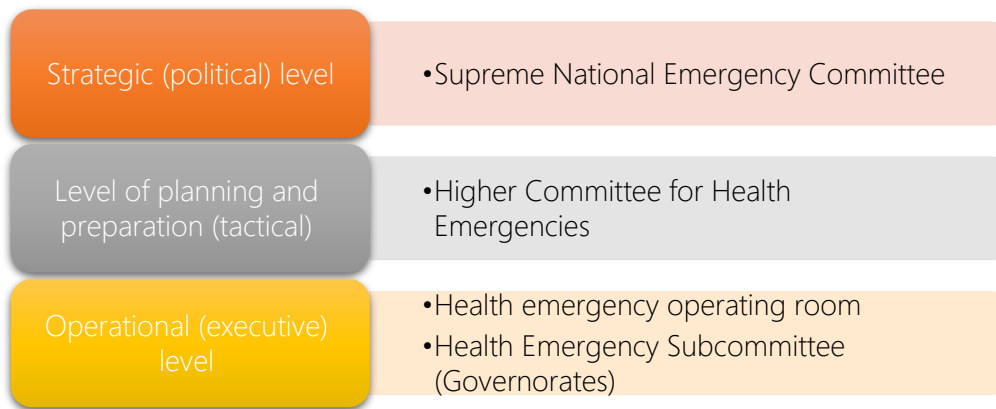 Strategic (political) level
•Supreme National Emergency Committee
Level of planning and
preparation (tactical)
•Higher Committee for Health
Emergencies
Operational (executive)
level
•Health emergency operating room
•Health Emergency Subcommittee
(Governorates)